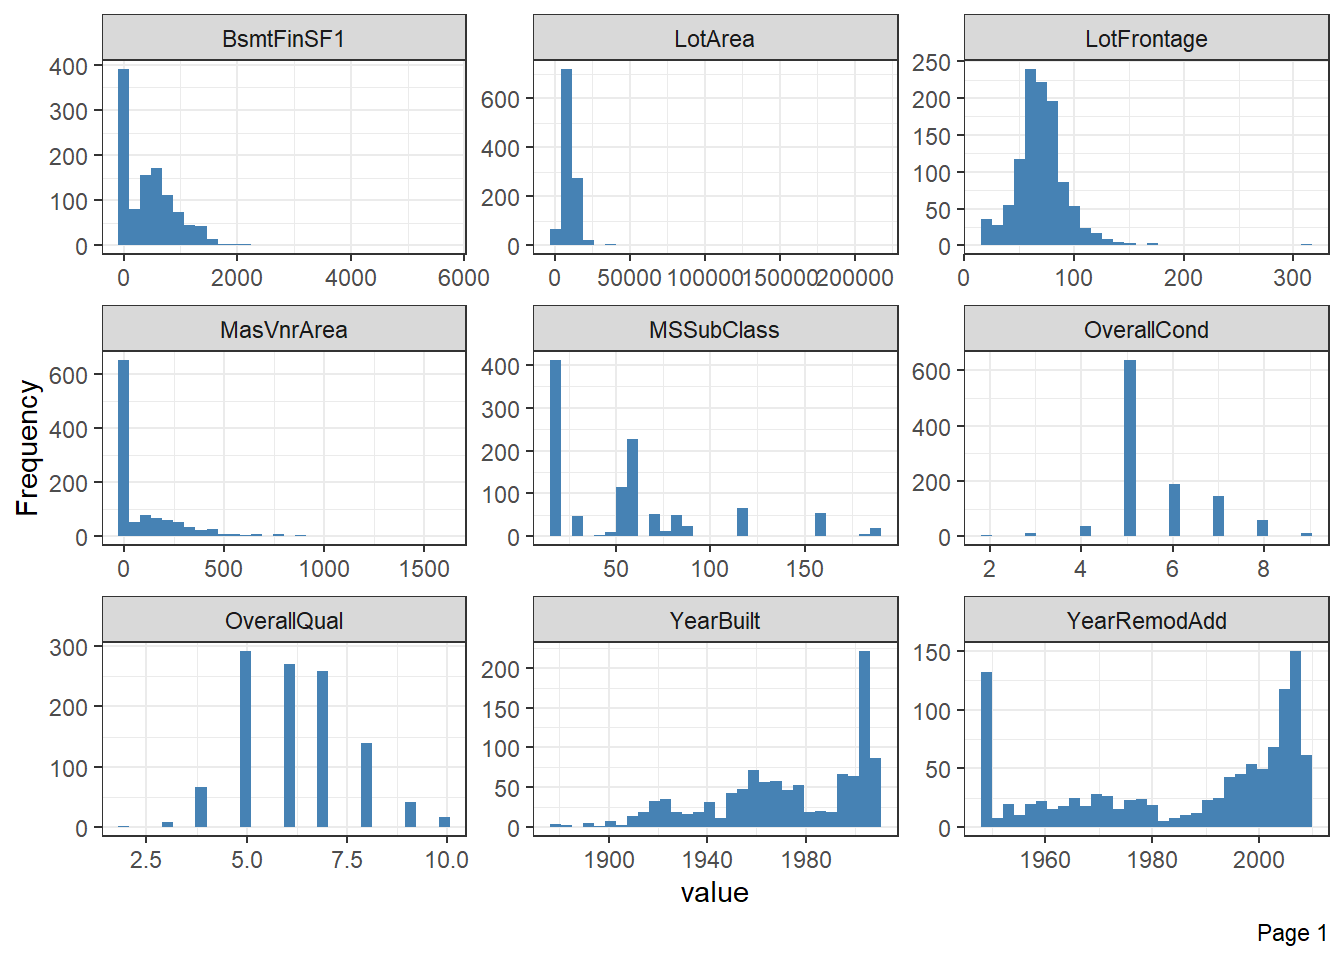 BsmtFinSF1 LotArea LotFrontage
400 300 200 100 0
0 2000 4000 6000
600 400 200 0
0 50000 100000 150000 200000
250 200 150 100 50 0
0 100 200 300
Frequency
MasVnrArea MSSubClass OverallCond
600 400 200 0
0 500 1000 1500
400 300 200 100 0
50 100 150
600 400 200 0
2 4 6 8
OverallQual YearBuilt YearRemodAdd
300 200 100 0
2.5 5.0 7.5 10.0
200 150 100 50 0
1900 1940 1980
150 100 50 0
1960 1980 2000
value
Page 1